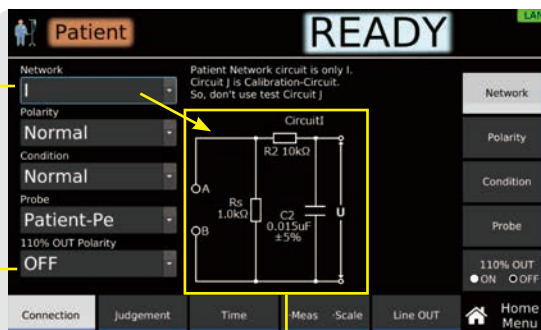 Patient
READY
LAN
Network
I
Polarity
Normal
Condition
Normal
Probe
Patient-Pe
110% OUT Polarity
OFF
Patient Network circuit is only I.
Circuit J is Calibration-Circuit.
So, don't use test Circuit J
CircuitI
R2 10kΩ
A
Rs
1.0kΩ
B
C2
0.015uF
±5%
U
Network
Polarity
Condition
Probe
110% OUT
ON OFF
Connection
Judgement
Time
·Meas ·Scale
Line OUT
Home
Menu